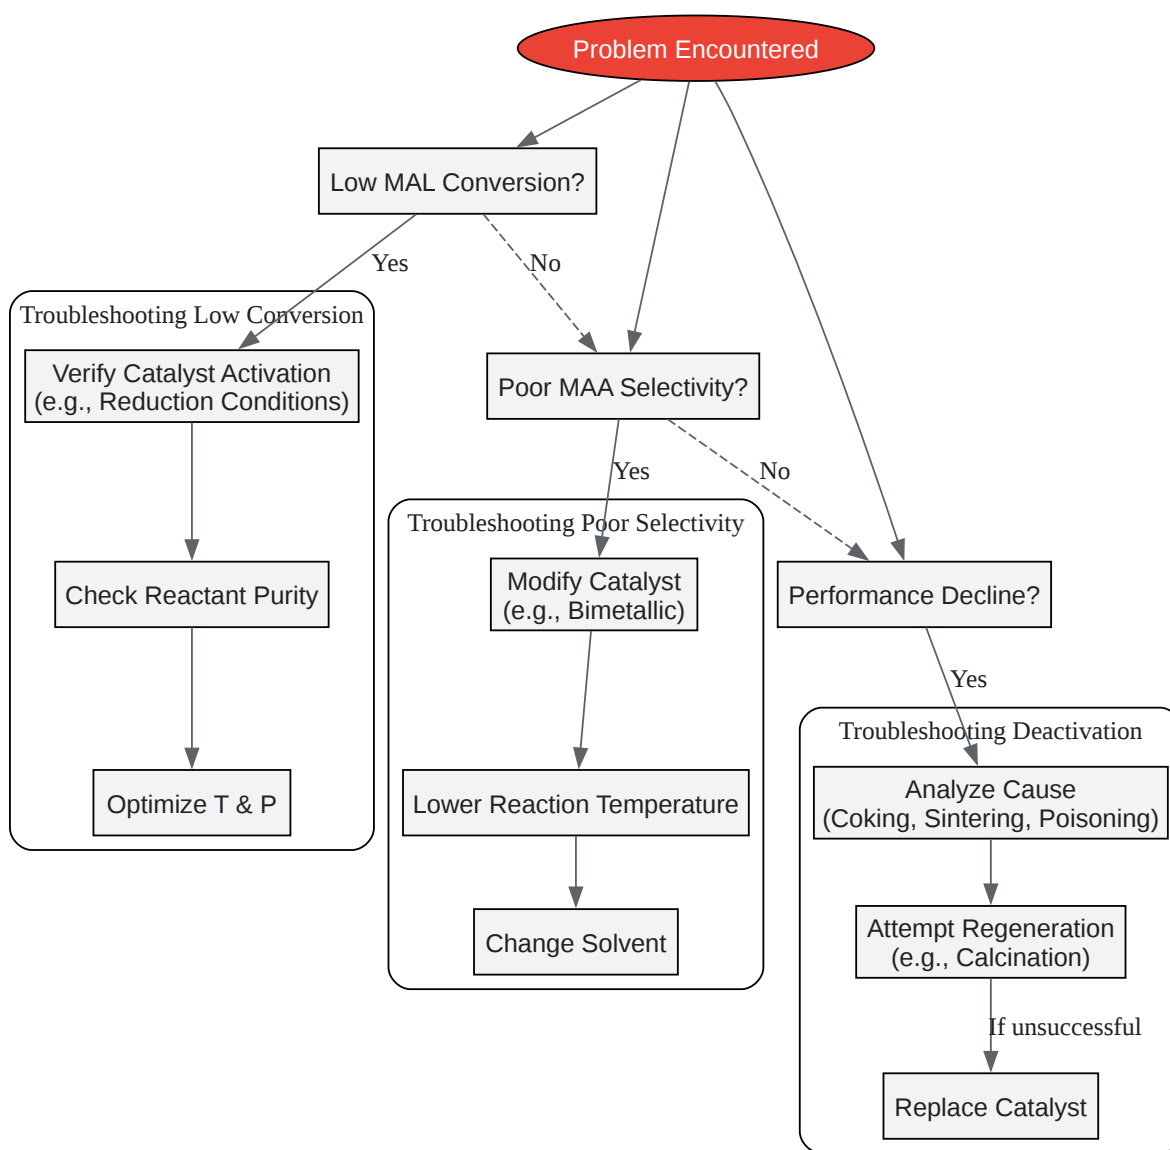 Problem Encountered
Low MAL Conversion?
Yes
No
Troubleshooting Low Conversion
Verify Catalyst Activation
(e.g., Reduction Conditions)
Check Reactant Purity
Optimize T & P
Poor MAA Selectivity?
Yes
No
Troubleshooting Poor Selectivity
Modify Catalyst
(e.g., Bimetallic)
Lower Reaction Temperature
Change Solvent
Performance Decline?
Yes
Troubleshooting Deactivation
Analyze Cause
(Coking, Sintering, Poisoning)
Attempt Regeneration
(e.g., Calcination)
If unsuccessful
Replace Catalyst